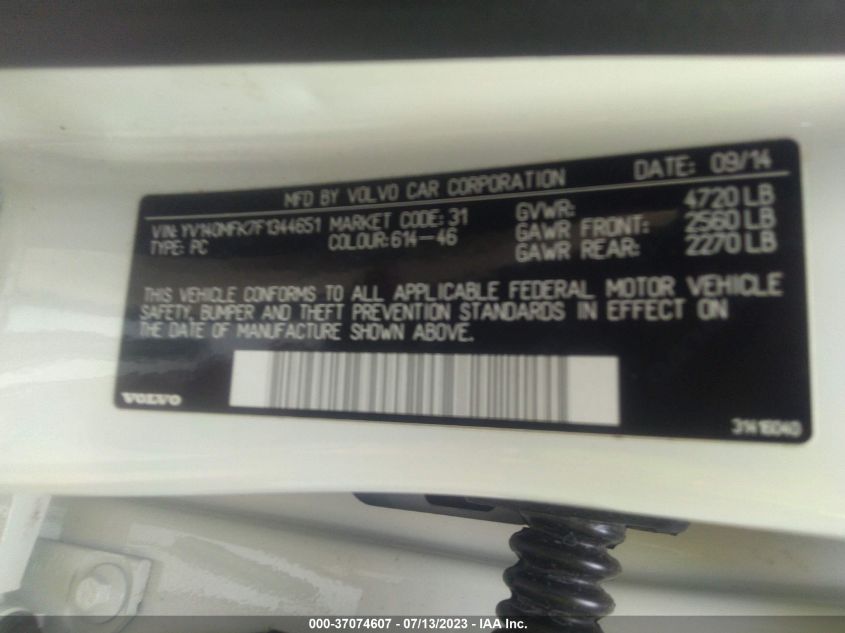 MFD BY VOLVO CAR CORPORATION DATE: 09/14
VIN: YV140MFK7F1344651 MARKET CODE: 31 GVWR: 4720 LB
TYPE: PC COLOUR: 614-46 GAWR FRONT: 2560 LB
GAWR REAR: 2270 LB
THIS VEHICLE CONFORMS TO ALL APPLICABLE FEDERAL MOTOR VEHICLE
SAFETY, BUMPER AND THEFT PREVENTION STANDARDS IN EFFECT ON
THE DATE OF MANUFACTURE SHOWN ABOVE.
VOLVO
31416040
000-37074607 - 07/13/2023 - IAA Inc.